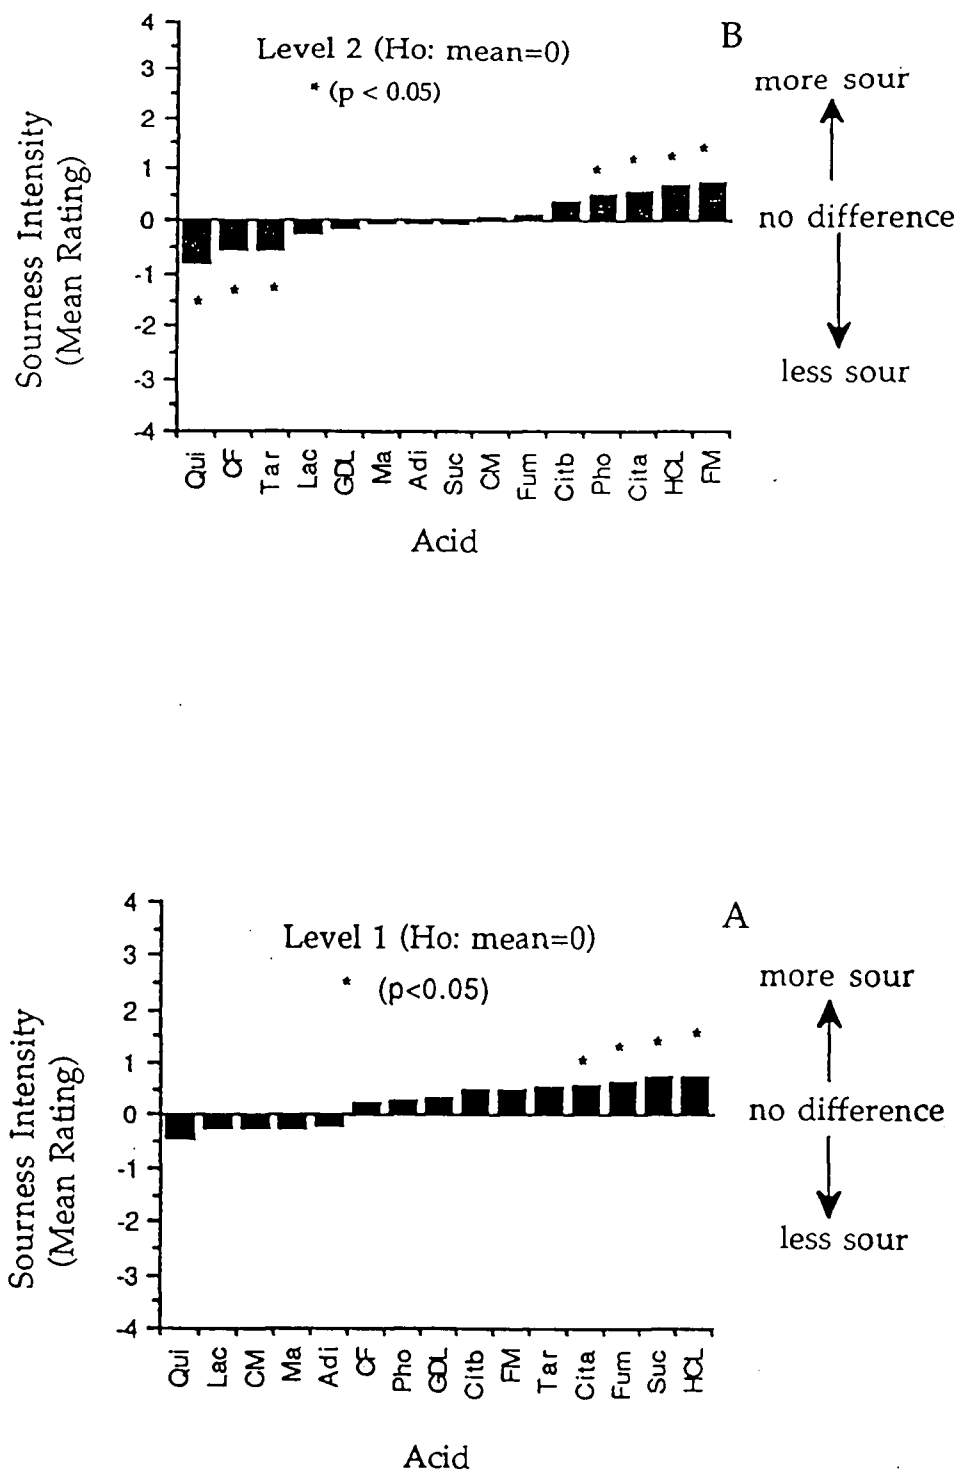 B
Level 2 (Ho: mean=0)
* (p < 0.05)
more sour
no difference
less sour
Sourness Intensity
(Mean Rating)
4
3
2
1
0
-1
-2
-3
-4
* * * * * * *
Qui CF Tar Lac GDL Ma Adi Suc CM Fum Citb Pho Cita HCL FM
Acid
A
Level 1 (Ho: mean=0)
* (p<0.05)
more sour
no difference
less sour
Sourness Intensity
(Mean Rating)
4
3
2
1
0
-1
-2
-3
-4
* * * *
Qui Lac CM Ma Adi CF Pho GDL Citb FM Tar Cita Fum Suc HCL
Acid